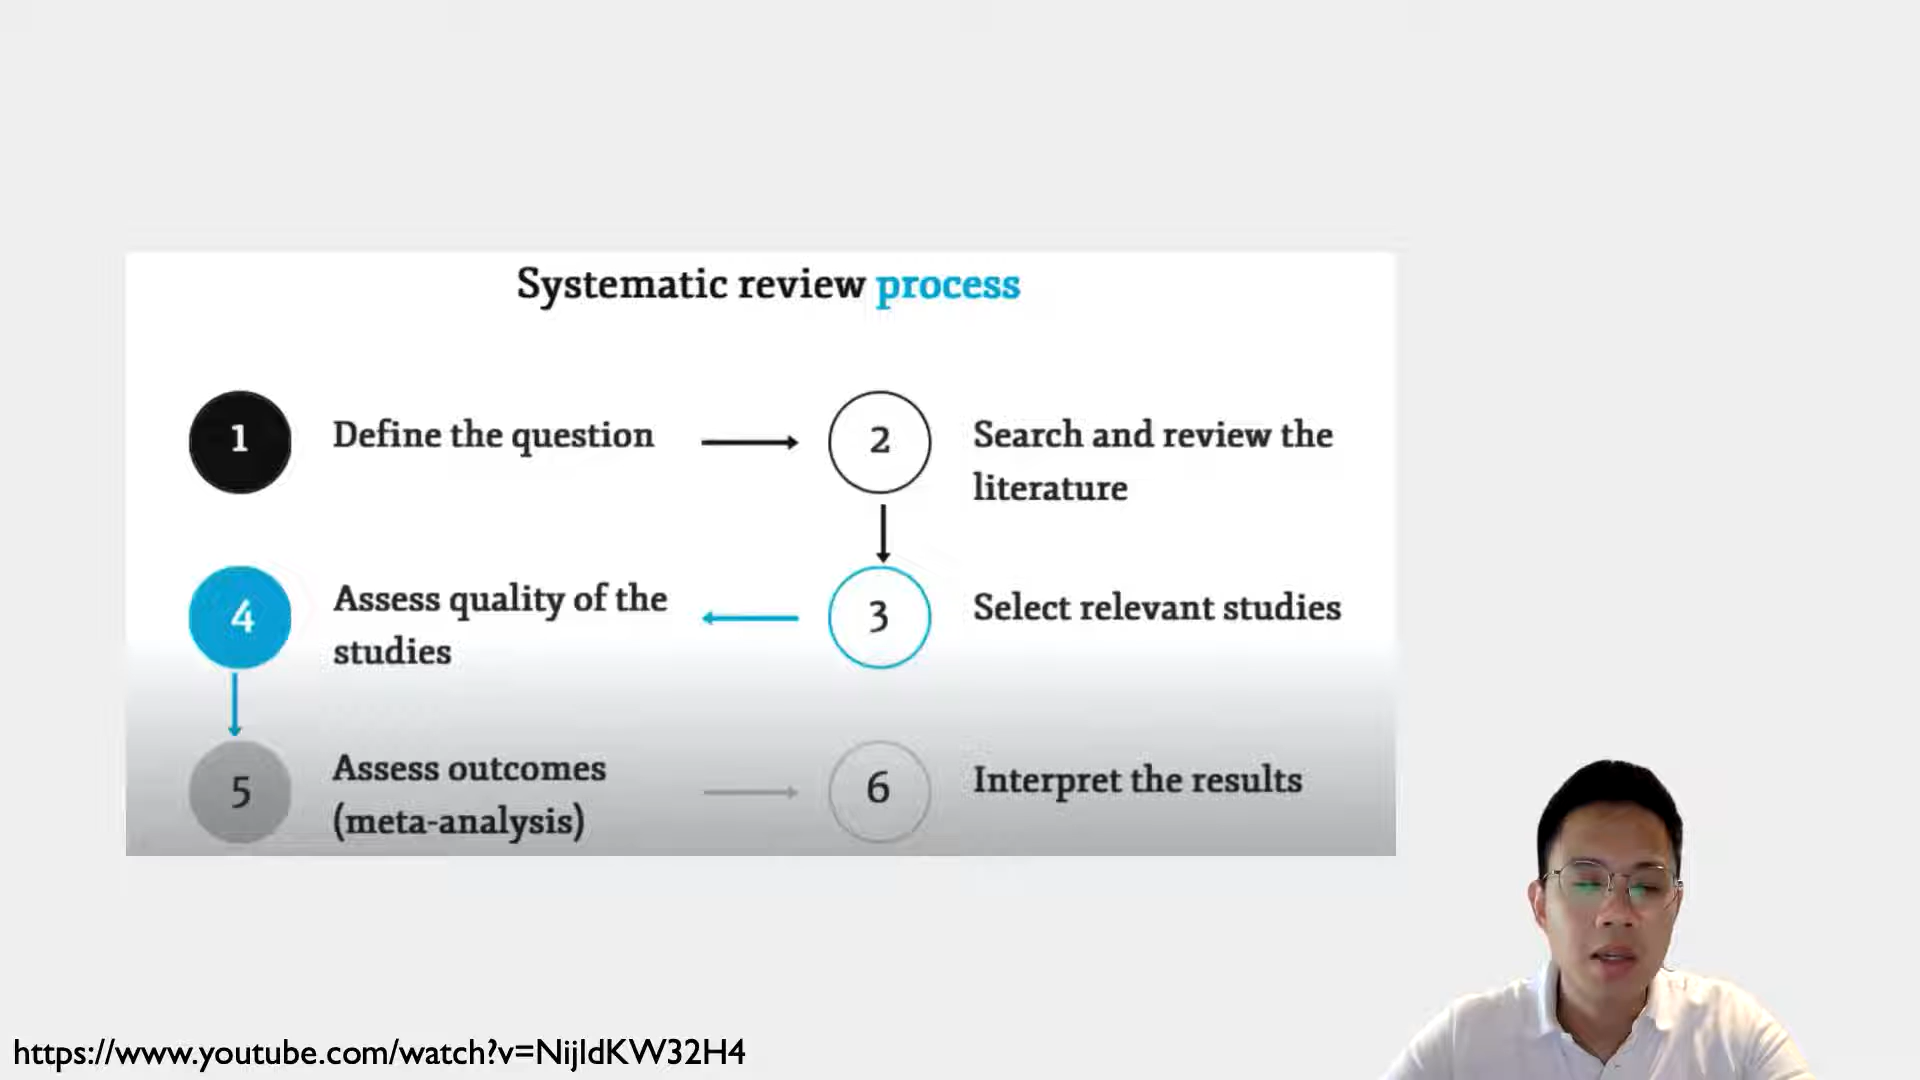 Systematic review process
1
Define the question
2
Search and review the
literature
3
Select relevant studies
4
Assess quality of the
studies
5
Assess outcomes
(meta-analysis)
6
Interpret the results
https://www.youtube.com/watch?v=NijIdKW32H4